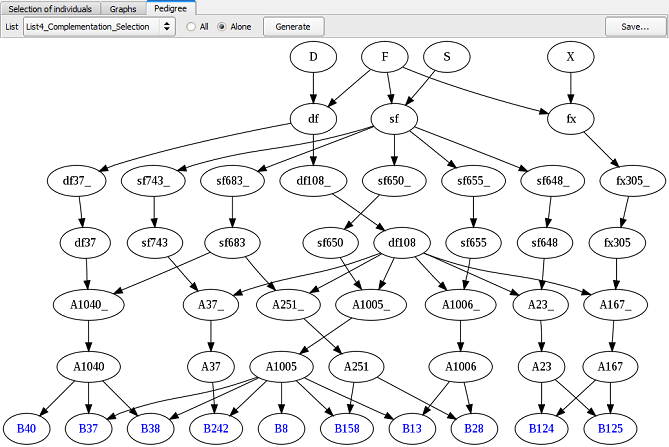 Selection of individuals Graphs Pedigree
List List4_Complementation_Selection All Alone Generate Save...
D F S X
df sf fx
df37_ sf743_ sf683_ df108_ sf650_ sf655_ sf648_ fx305_
df37 sf743 sf683 sf650 df108 sf655 sf648 fx305
A1040_ A37_ A251_ A1005_ A1006_ A23_ A167_
A1040 A37 A1005 A251 A1006 A23 A167
B40 B37 B38 B242 B8 B158 B13 B28 B124 B125